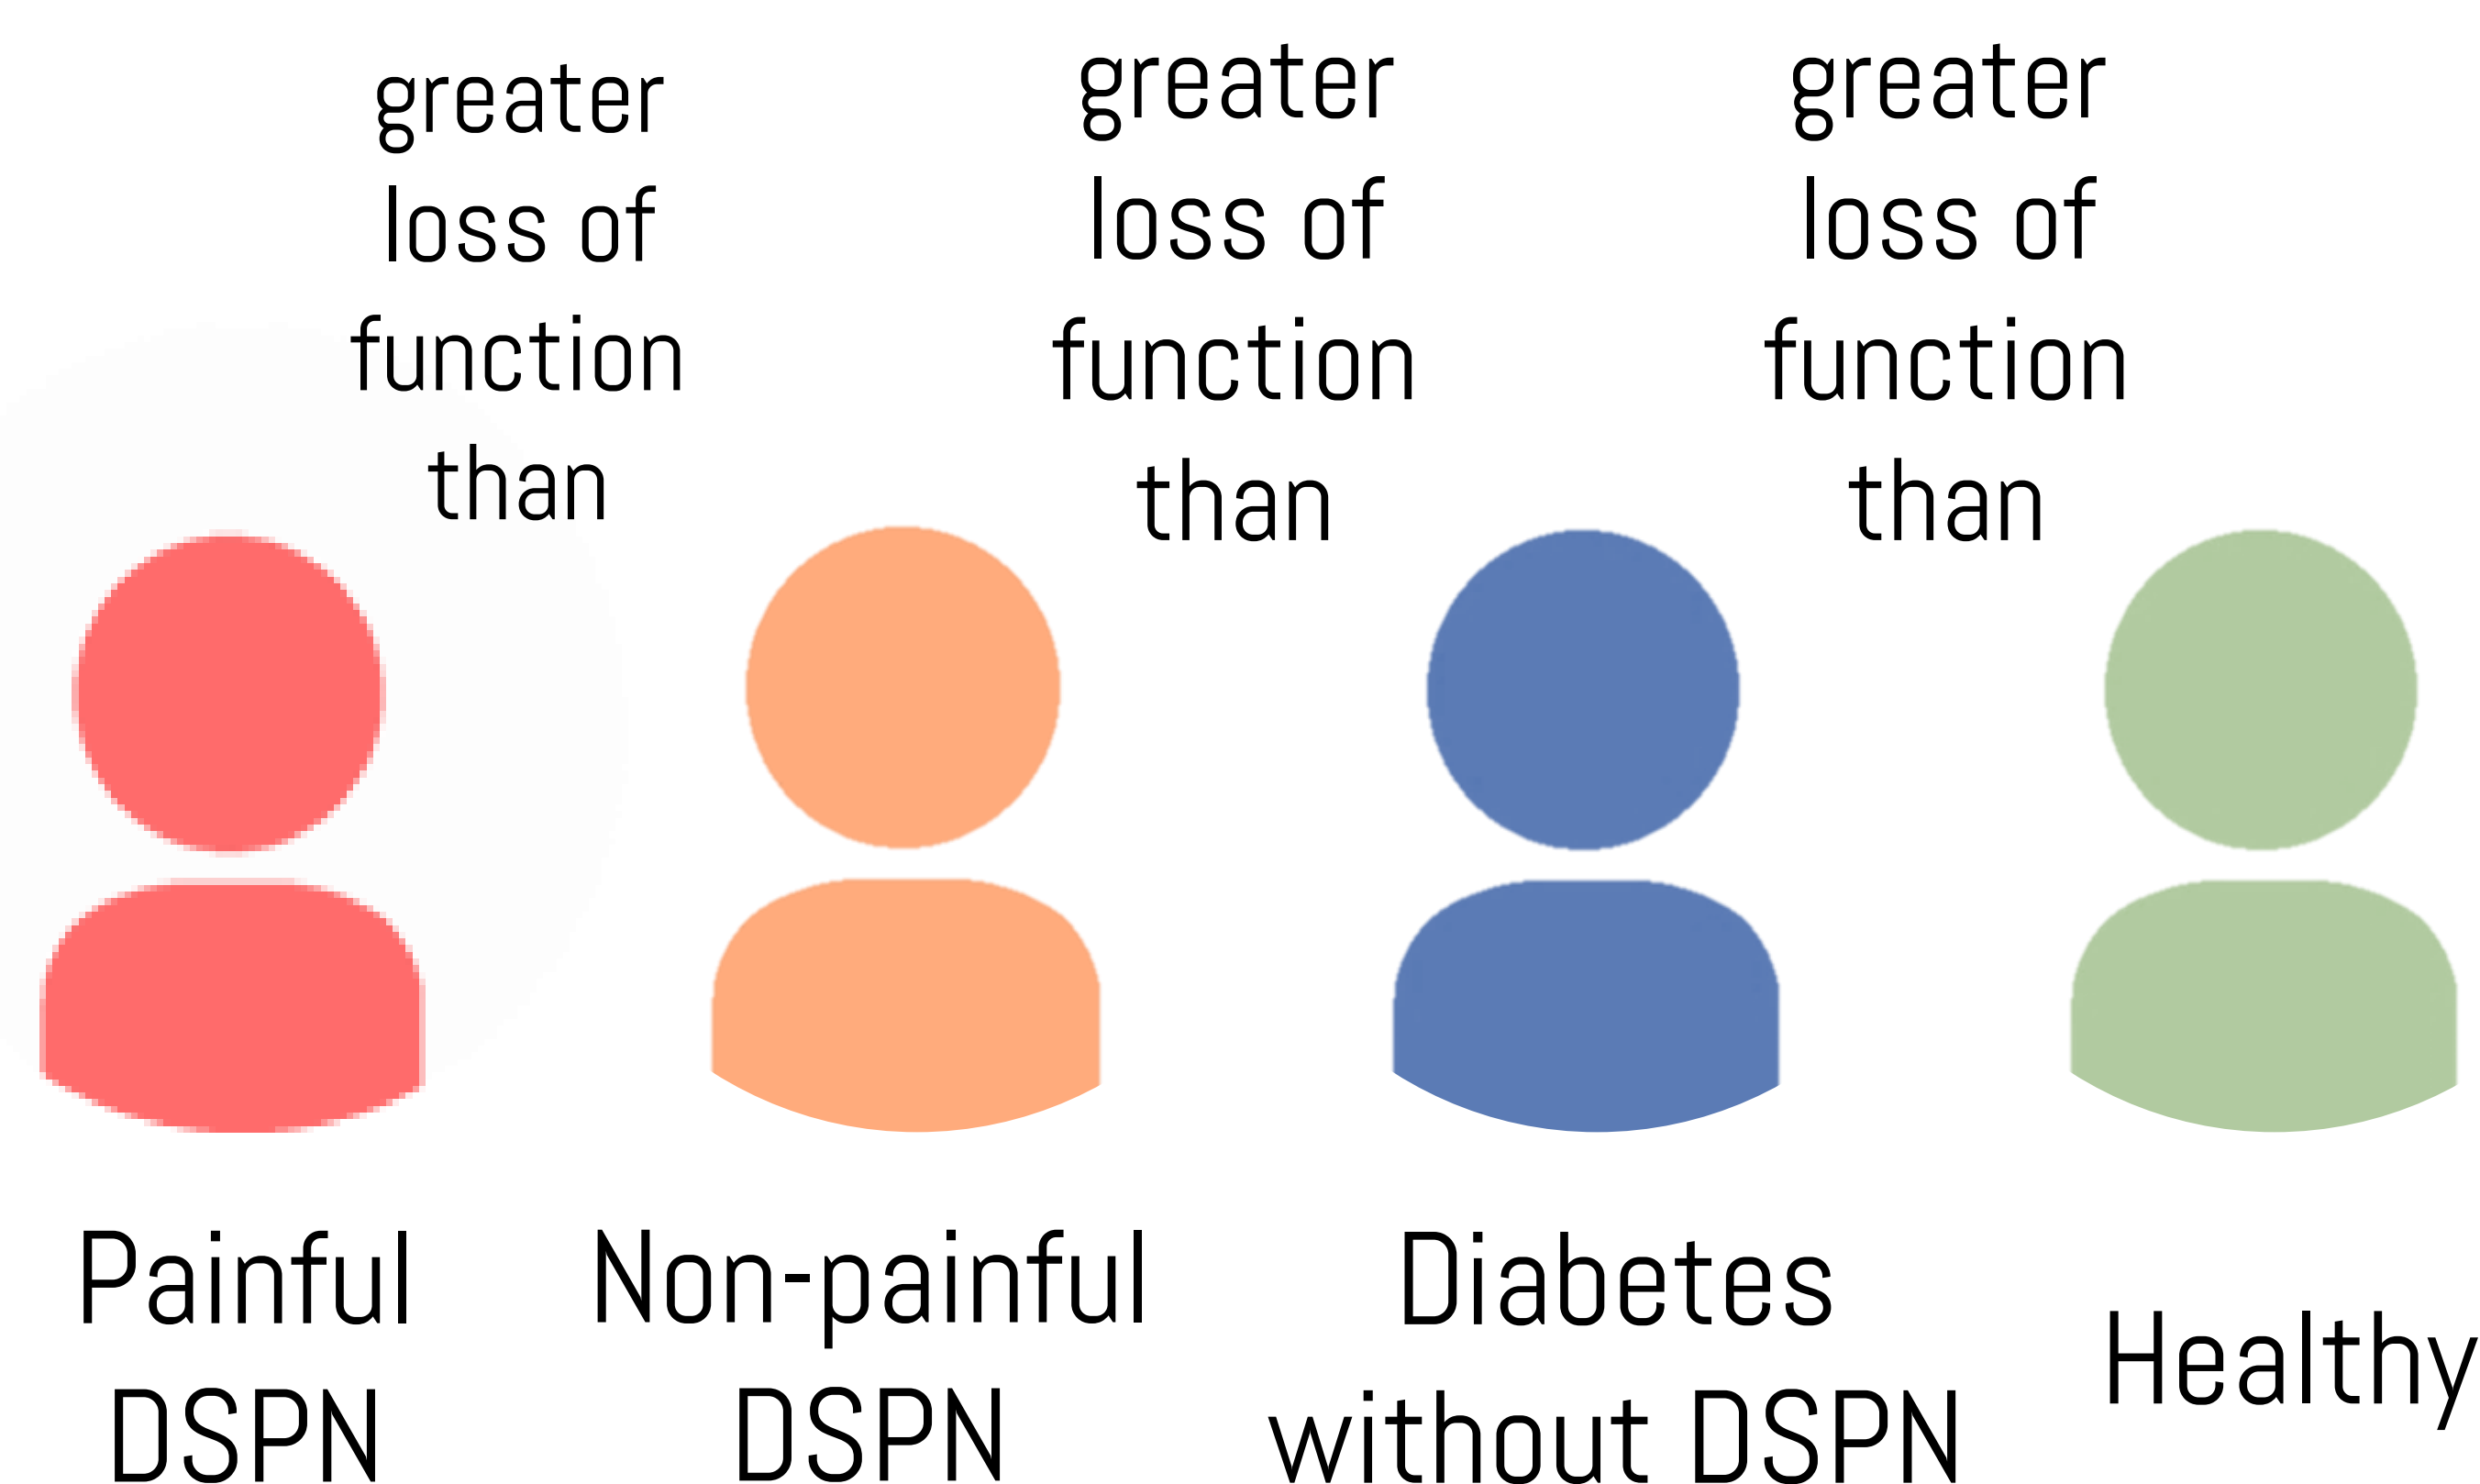 greater
loss of
function
than
greater
loss of
function
than
greater
loss of
function
than
Painful
DSPN
Non-painful
DSPN
Diabetes
without DSPN
Healthy